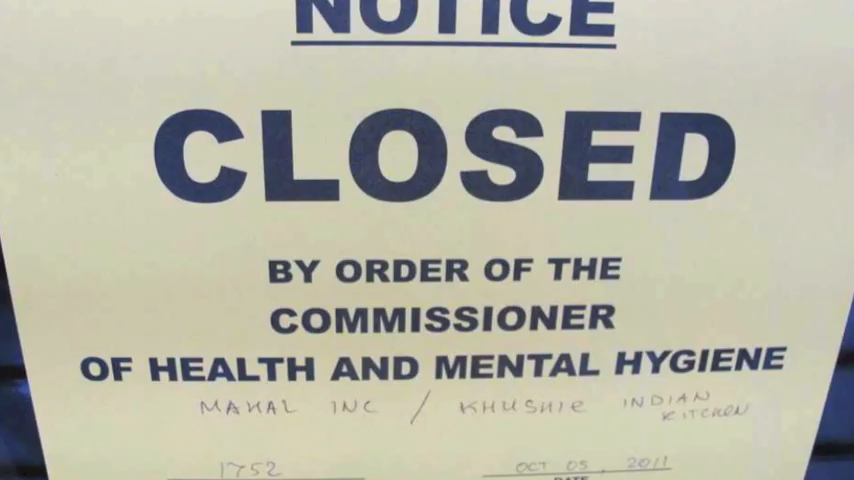 NOTICE
CLOSED
BY ORDER OF THE
COMMISSIONER
OF HEALTH AND MENTAL HYGIENE
MAHAL INC / KHUSHIE INDIAN
KITCHEN
1752 OCT 05, 2011
DATE